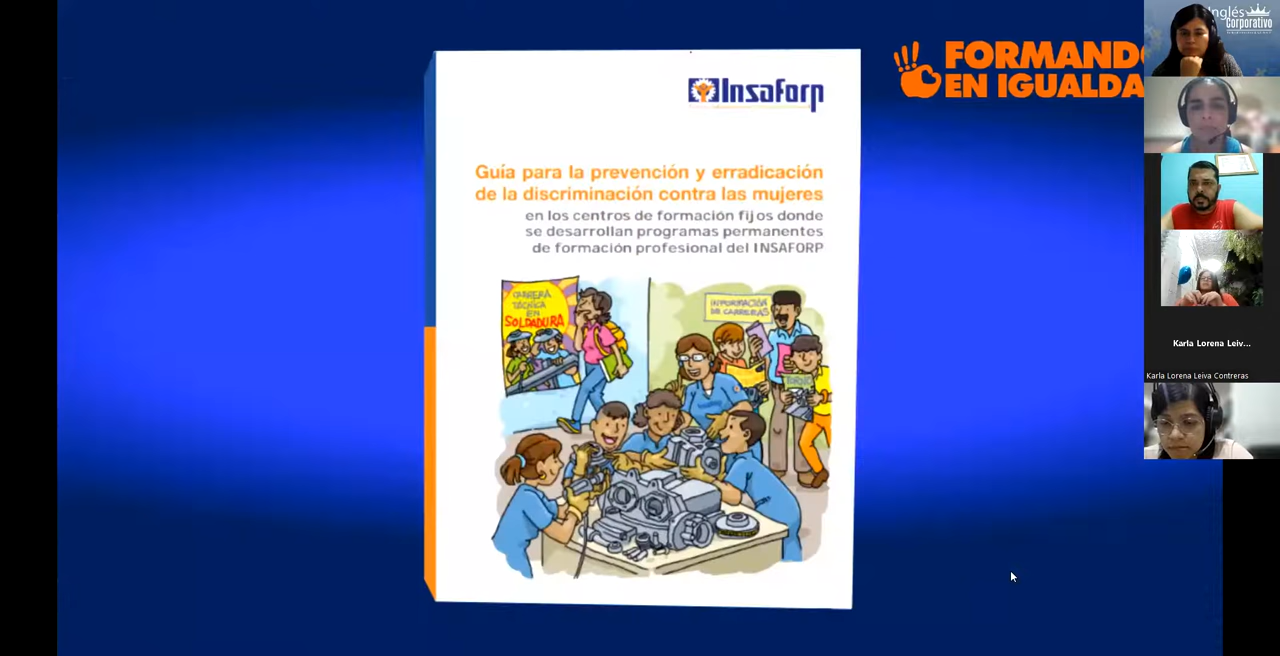 Insaforp
Guía para la prevención y erradicación
de la discriminación contra las mujeres
en los centros de formación fijos donde
se desarrollan programas permanentes
de formación profesional del INSAFORP
CARRERA
TÉCNICA
EN
SOLDADURA
INFORMACIÓN
DE CARRERAS
FORMANDO
EN IGUALDA
Inglés
Corporativo
Karla Lorena Leiv...
Karla Lorena Leiva Contreras